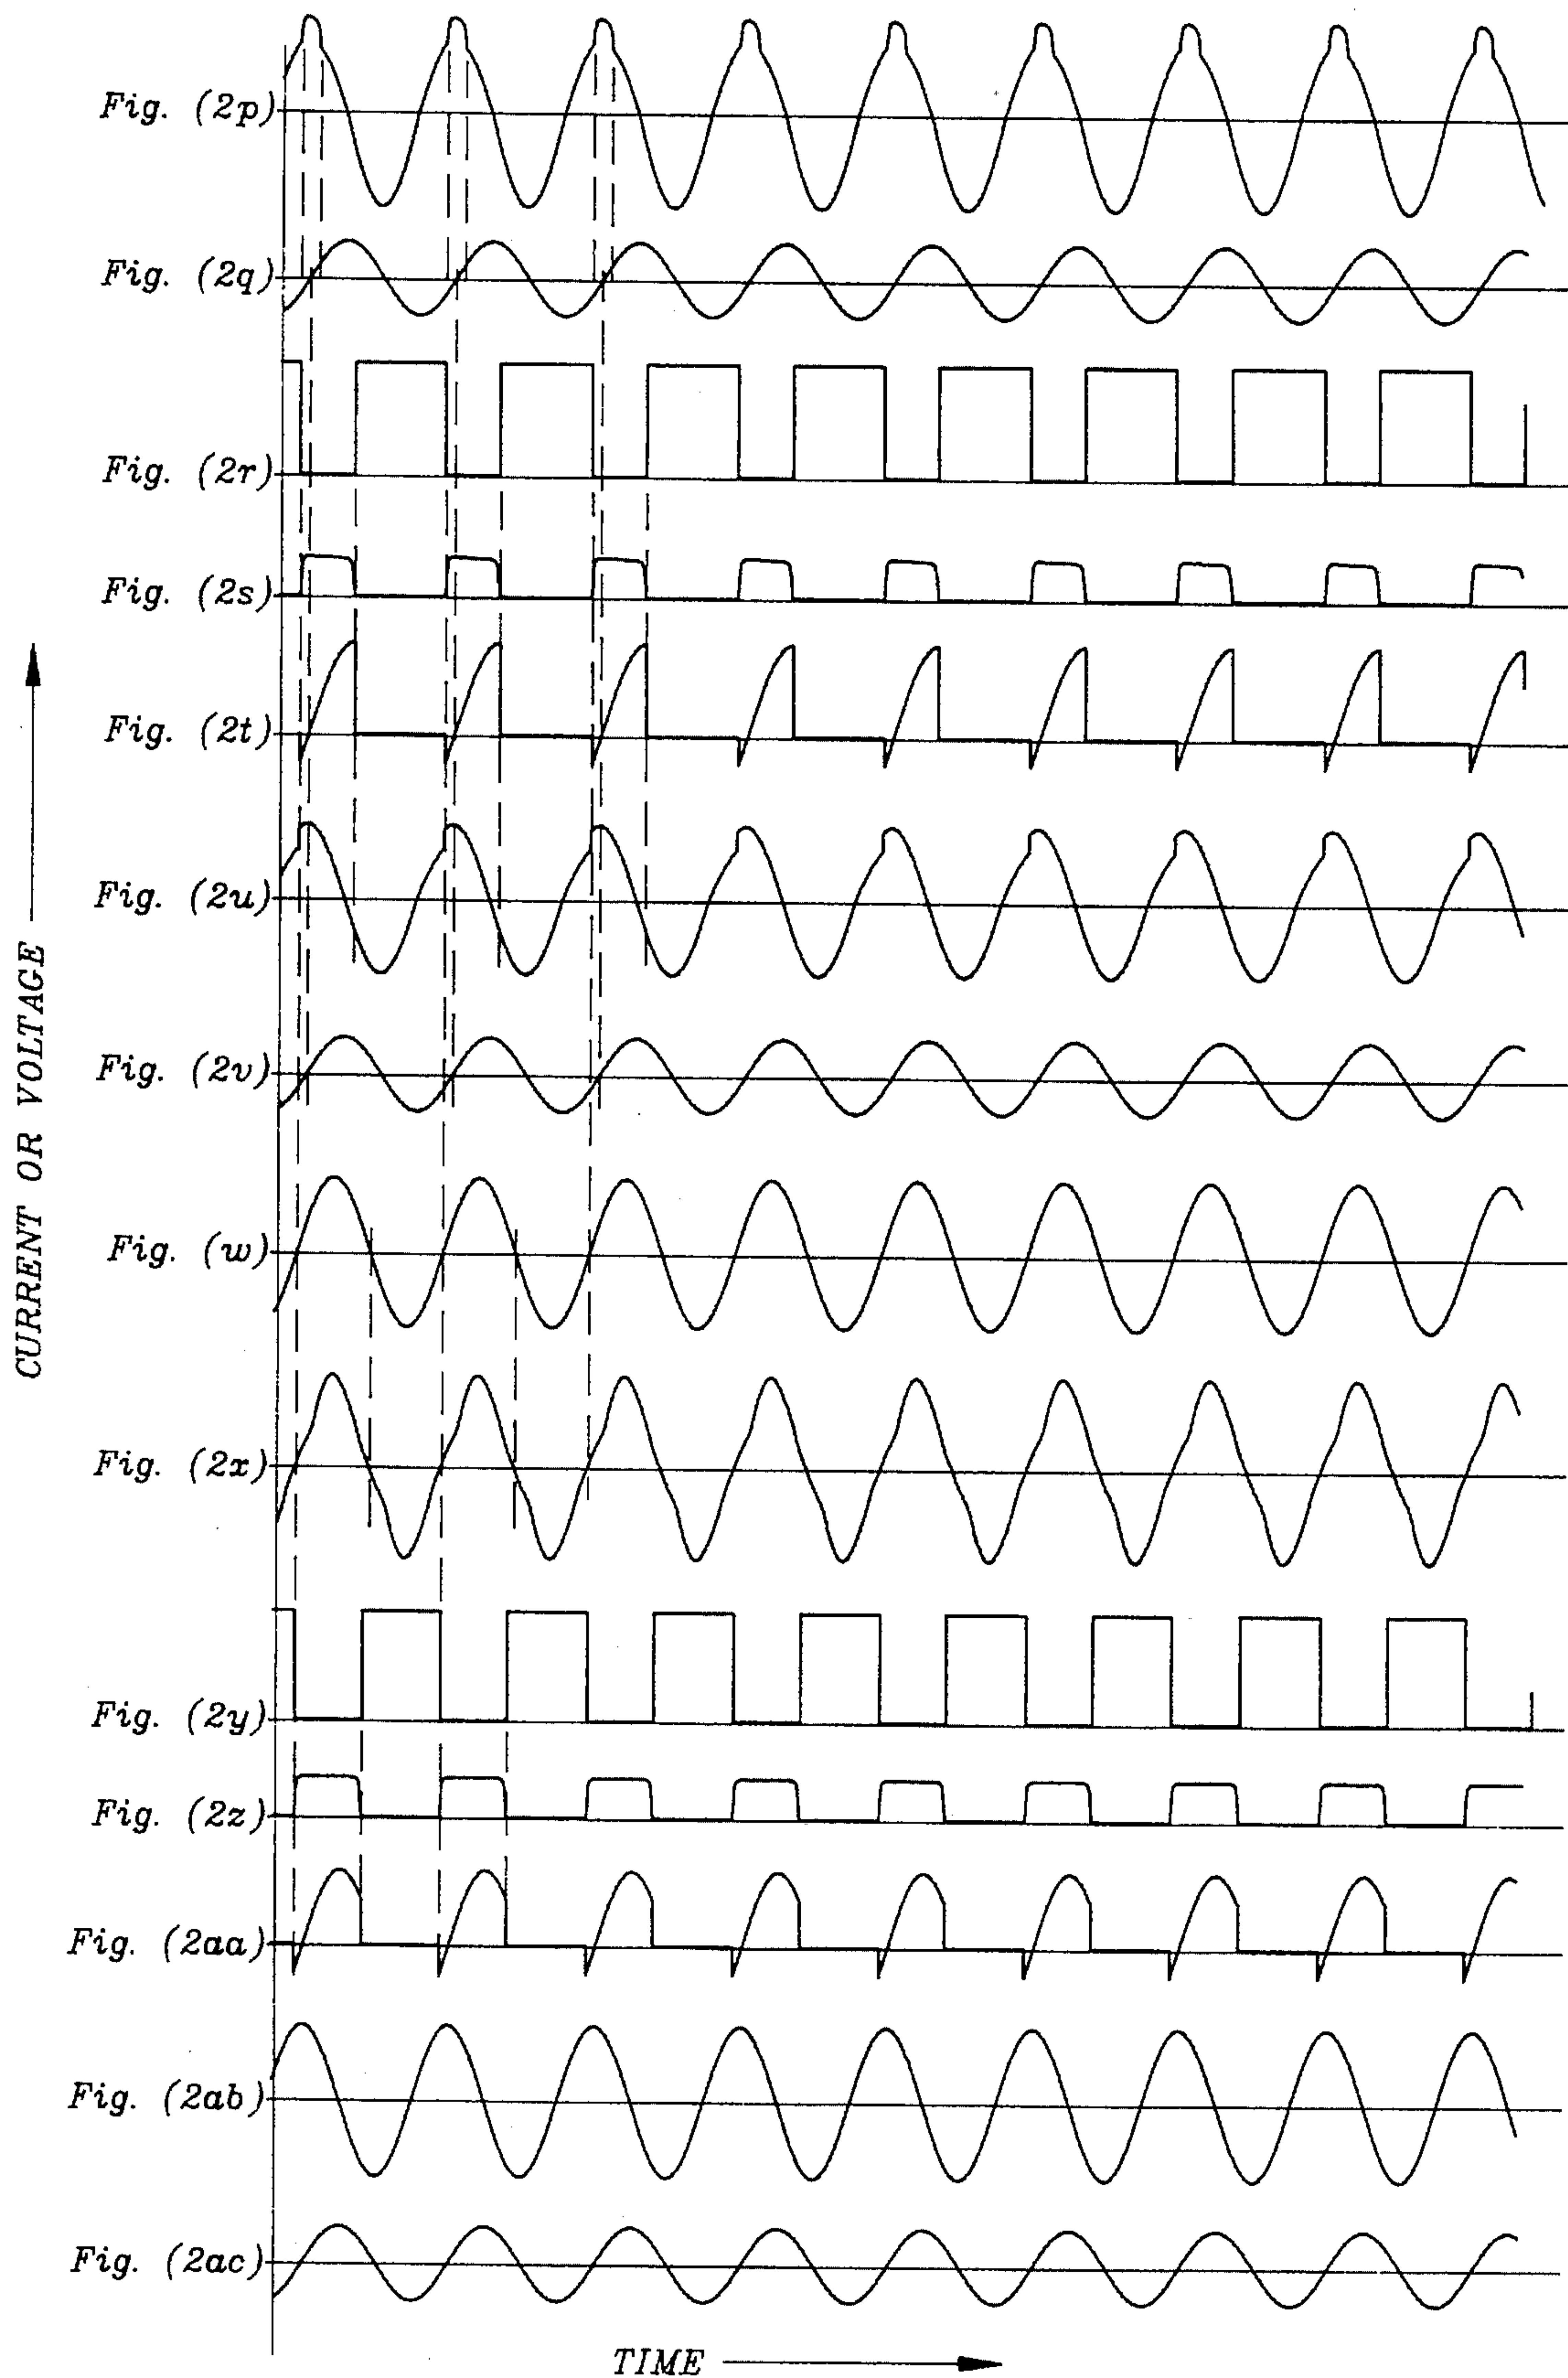 Fig. (2p)
Fig. (2q)
Fig. (2r)
Fig. (2s)
Fig. (2t)
Fig. (2u)
Fig. (2v)
Fig. (w)
Fig. (2x)
Fig. (2y)
Fig. (2z)
Fig. (2aa)
Fig. (2ab)
Fig. (2ac)
CURRENT OR VOLTAGE
TIME